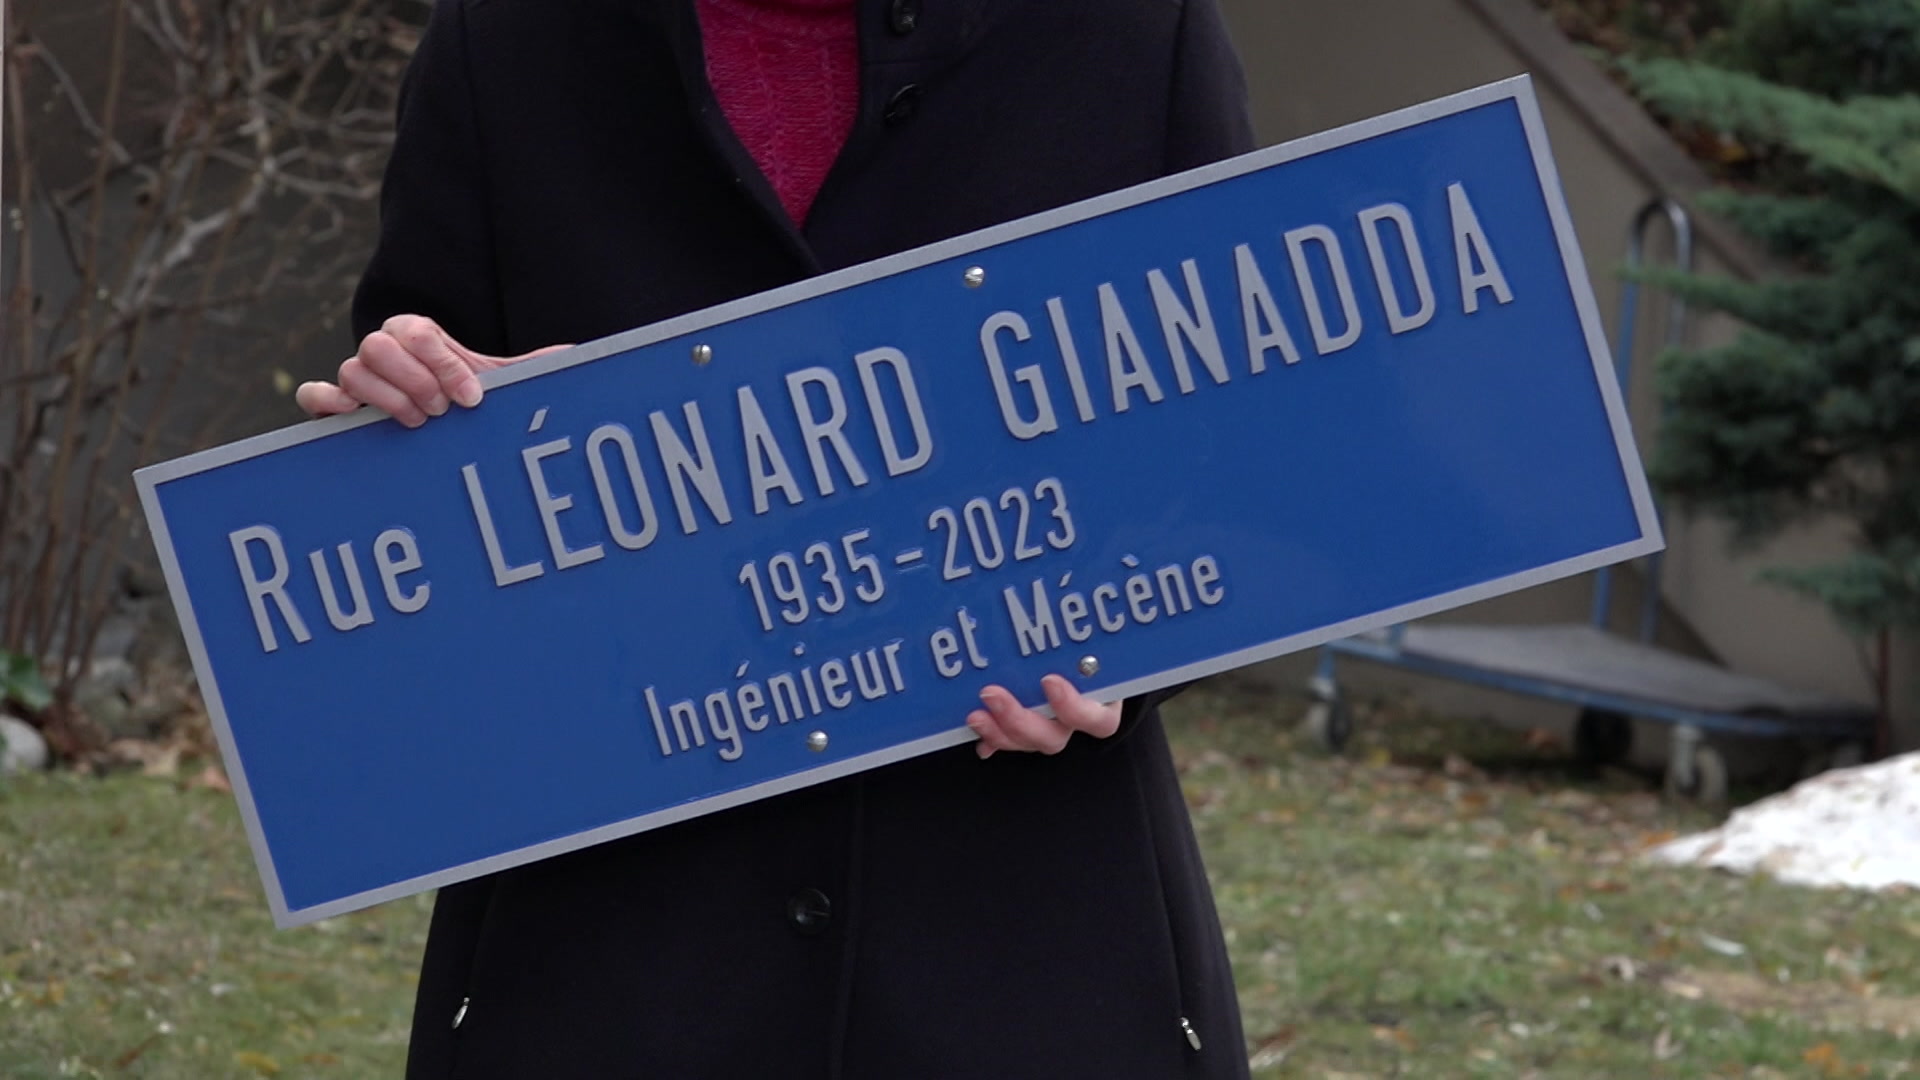 Rue LÉONARD GIANADDA
1935-2023
Ingénieur et Mécène